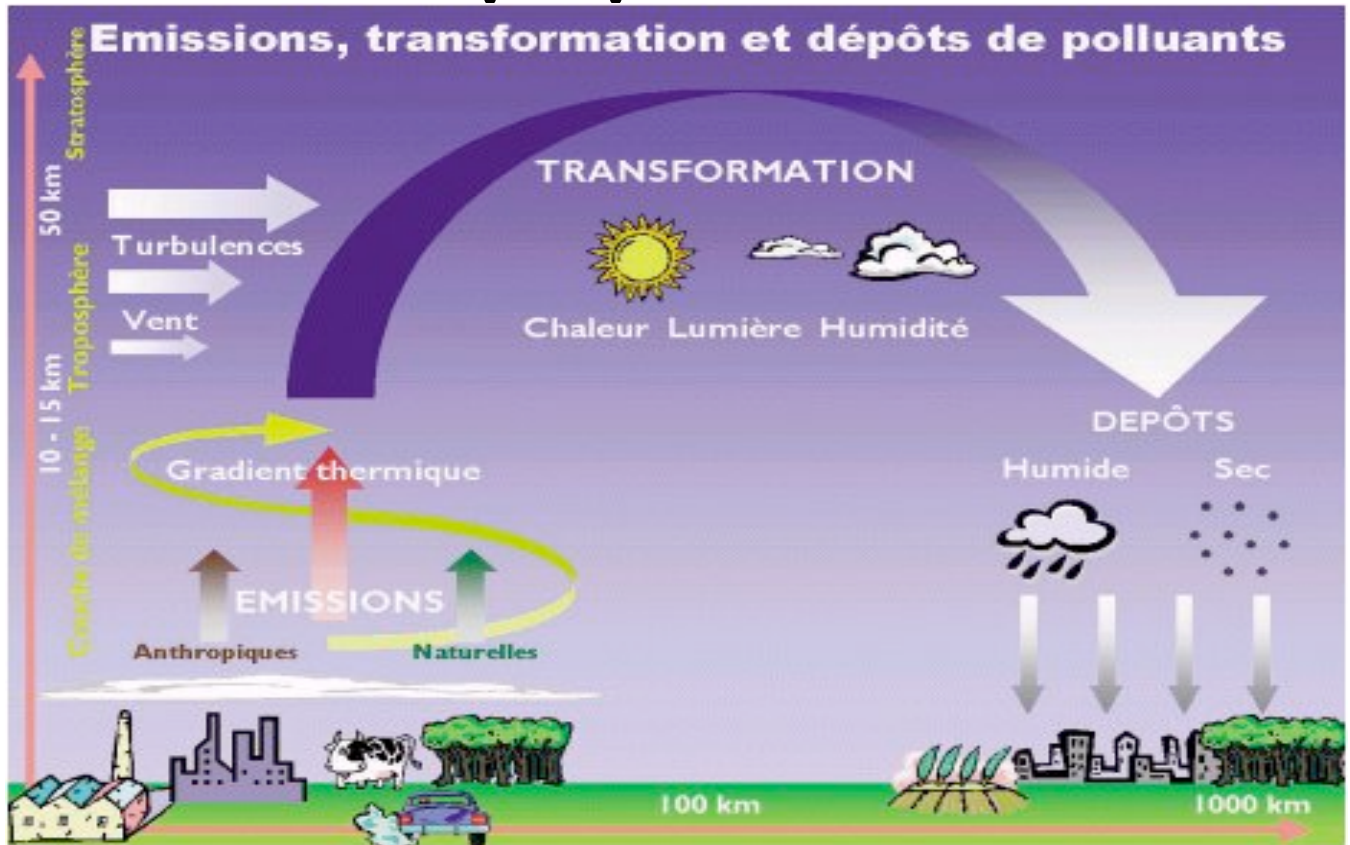 Emissions, transformation et dépôts de polluants
Stratosphère
50 km
Troposphère
10 - 15 km
Couche de mélange
Turbulences
Vent
TRANSFORMATION
Chaleur Lumière Humidité
Gradient thermique
EMISSIONS
Anthropiques
Naturelles
DEPÔTS
Humide
Sec
100 km
1000 km